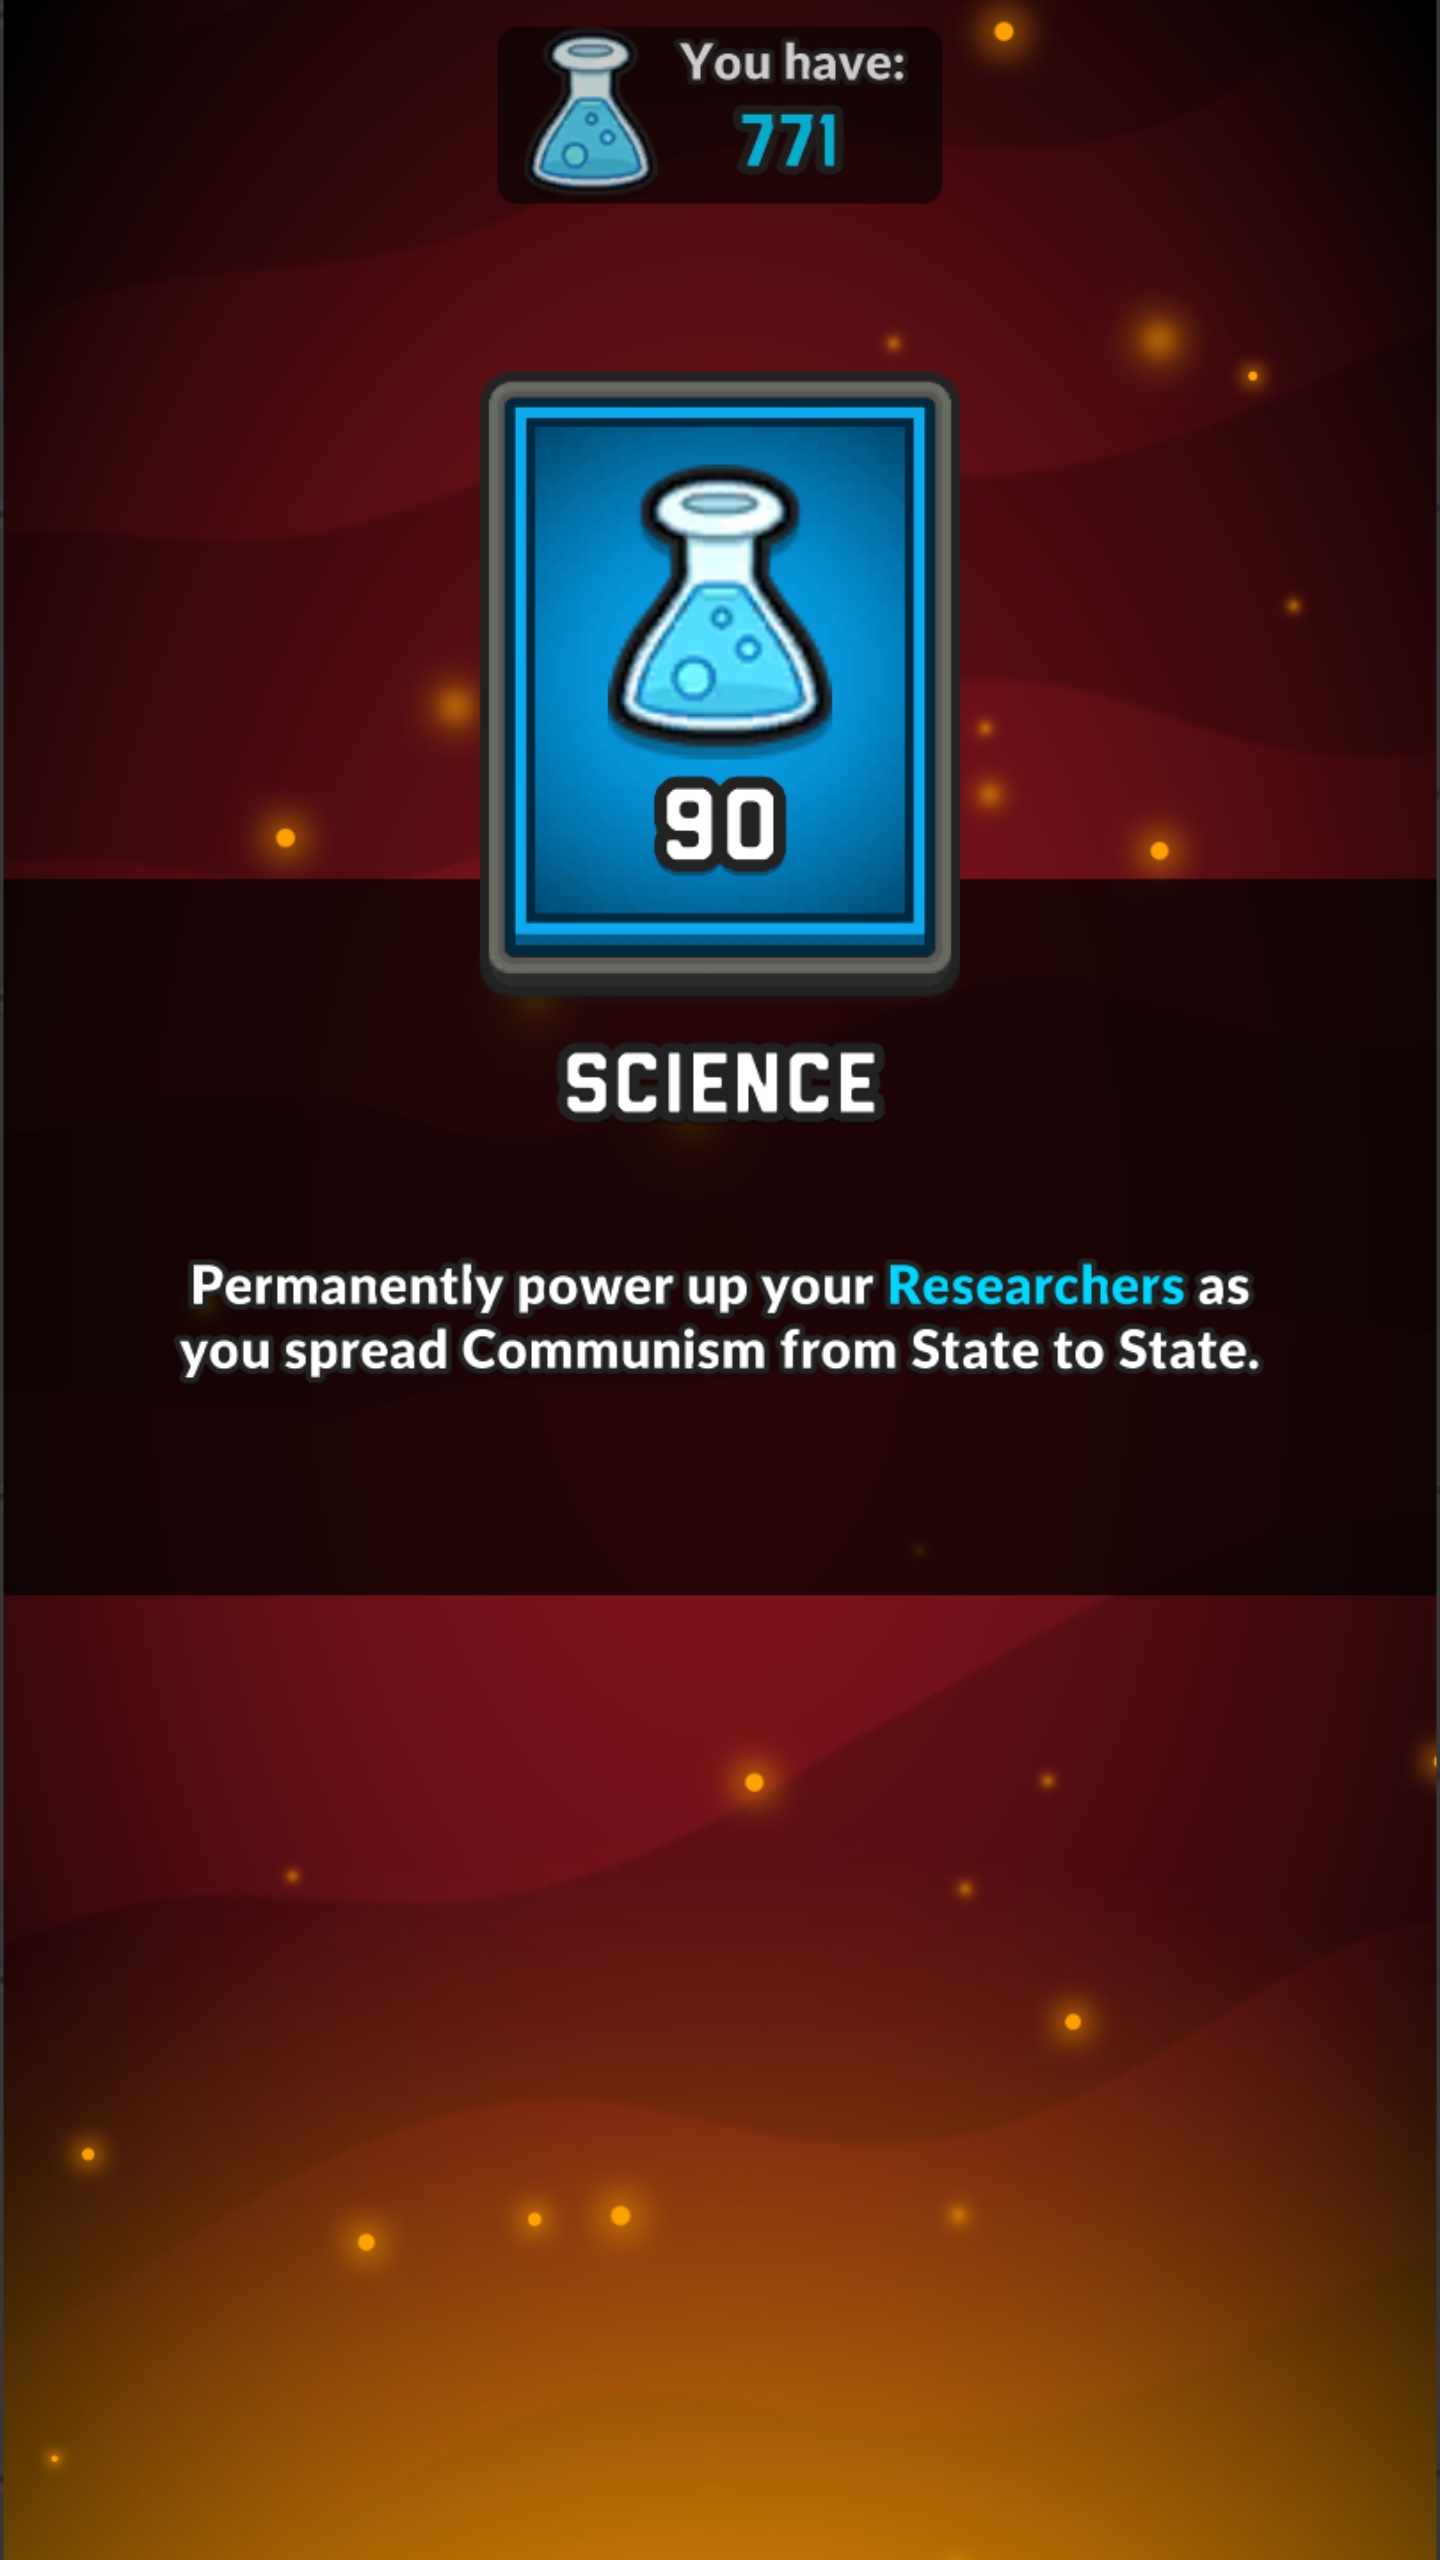 You have:
771
90
SCIENCE
Permanently power up your Researchers as
you spread Communism from State to State.